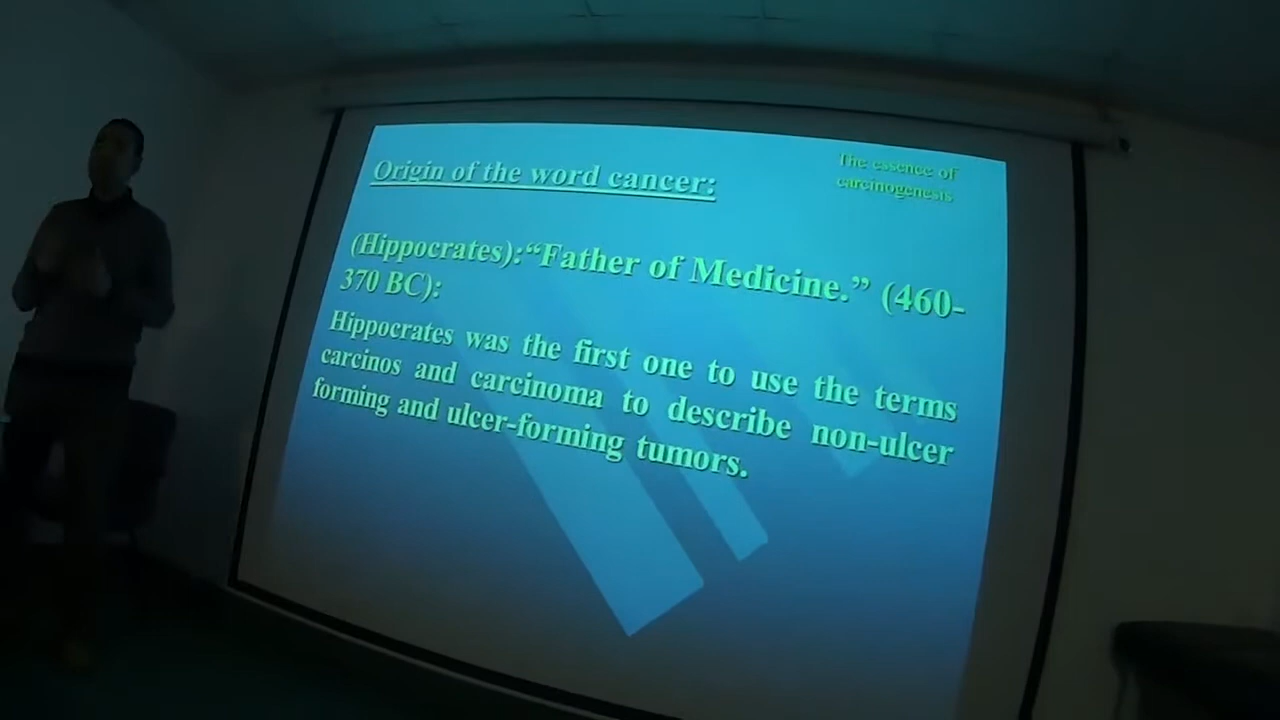 The essence of
carcinogenesis
Origin of the word cancer:
(Hippocrates):“Father of Medicine.” (460-
370 BC):
Hippocrates was the first one to use the terms
carcinos and carcinoma to describe non-ulcer
forming and ulcer-forming tumors.